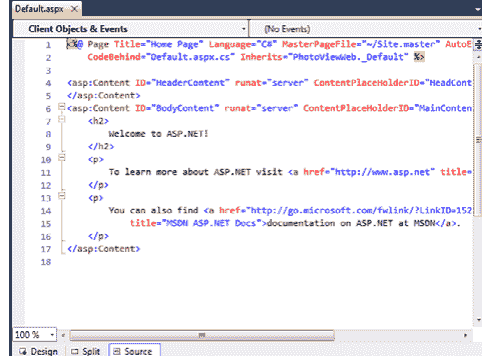 Default.aspx
Client Objects & Events
(No Events)
1 <%@ Page Title="Home Page" Language="C#" MasterPageFile="~/Site.master" AutoE
2 CodeBehind="Default.aspx.cs" Inherits="PhotoViewWeb._Default" %>
3
4 <asp:Content ID="HeaderContent" runat="server" ContentPlaceHolderID="HeadCont
5 </asp:Content>
6 <asp:Content ID="BodyContent" runat="server" ContentPlaceHolderID="MainConten
7 <h2>
8 Welcome to ASP.NET!
9 </h2>
10 <p>
11 To learn more about ASP.NET visit <a href="http://www.asp.net" title=
12 </p>
13 <p>
14 You can also find <a href="http://go.microsoft.com/fwlink/?LinkID=152
15 title="MSDN ASP.NET Docs">documentation on ASP.NET at MSDN</a>.
16 </p>
17 </asp:Content>
18
100 %
Design Split Source